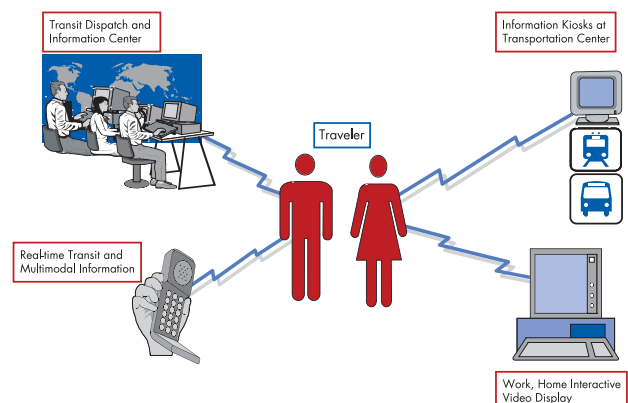 Transit Dispatch and
Information Center
Information Kiosks at
Transportation Center
Traveler
Real-time Transit and
Multimodal Information
Work, Home Interactive
Video Display